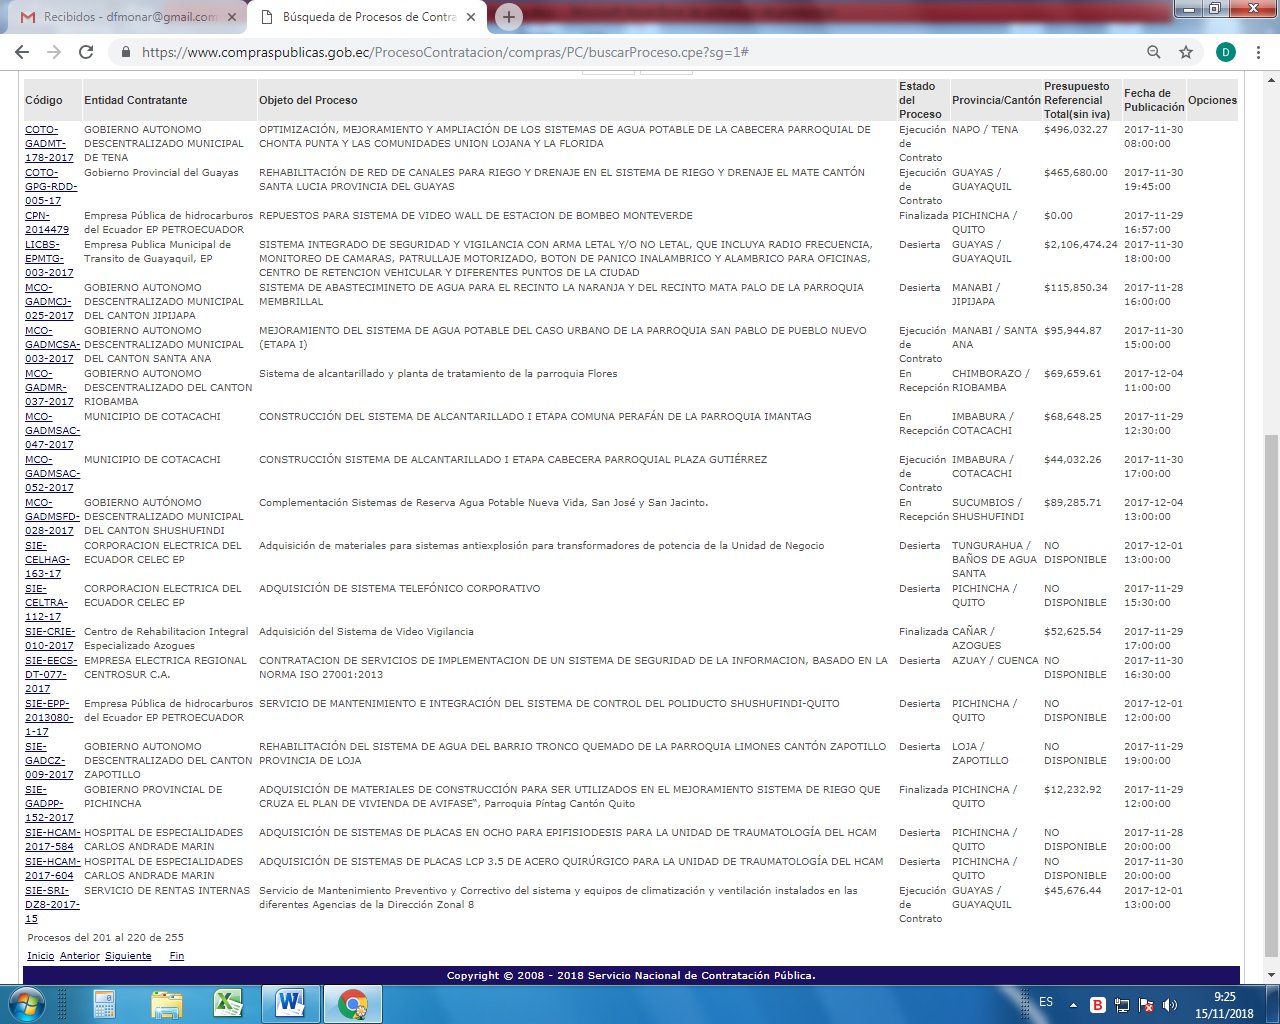 Recibidos - dfmonar@gmail.com
Búsqueda de Procesos de Contra
https://www.compraspublicas.gob.ec/ProcesoContratacion/compras/PC/buscarProceso.cpe?sg=1#
D
Código Entidad Contratante Objeto del Proceso Estado del Proceso Provincia/Cantón Presupuesto Referencial Total(sin iva) Fecha de Publicación Opciones
COTO-GADMT-178-2017 GOBIERNO AUTONOMO DESCENTRALIZADO MUNICIPAL DE TENA OPTIMIZACIÓN, MEJORAMIENTO Y AMPLIACIÓN DE LOS SISTEMAS DE AGUA POTABLE DE LA CABECERA PARROQUIAL DE CHONTA PUNTA Y LAS COMUNIDADES UNION LOJANA Y LA FLORIDA Ejecución de Contrato NAPO / TENA $496,032.27 2017-11-30 08:00:00
COTO-GPG-RDD-005-17 Gobierno Provincial del Guayas REHABILITACIÓN DE RED DE CANALES PARA RIEGO Y DRENAJE EN EL SISTEMA DE RIEGO Y DRENAJE EL MATE CANTÓN SANTA LUCIA PROVINCIA DEL GUAYAS Ejecución de Contrato GUAYAS / GUAYAQUIL $465,680.00 2017-11-30 19:45:00
CPN-2014479 Empresa Pública de hidrocarburos del Ecuador EP PETROECUADOR REPUESTOS PARA SISTEMA DE VIDEO WALL DE ESTACION DE BOMBEO MONTEVERDE Finalizada PICHINCHA / QUITO $0.00 2017-11-29 16:57:00
LICBS-EPMTG-003-2017 Empresa Publica Municipal de Transito de Guayaquil, EP SISTEMA INTEGRADO DE SEGURIDAD Y VIGILANCIA CON ARMA LETAL Y/O NO LETAL, QUE INCLUYA RADIO FRECUENCIA, MONITOREO DE CAMARAS, PATRULLAJE MOTORIZADO, BOTON DE PANICO INALAMBRICO Y ALAMBRICO PARA OFICINAS, CENTRO DE RETENCION VEHICULAR Y DIFERENTES PUNTOS DE LA CIUDAD Desierta GUAYAS / GUAYAQUIL $2,106,474.24 2017-11-30 18:00:00
MCO-GADMCJ-025-2017 GOBIERNO AUTONOMO DESCENTRALIZADO MUNICIPAL DEL CANTON JIPIJAPA SISTEMA DE ABASTECIMINETO DE AGUA PARA EL RECINTO LA NARANJA Y DEL RECINTO MATA PALO DE LA PARROQUIA MEMBRILLAL Desierta MANABI / JIPIJAPA $115,850.34 2017-11-28 16:00:00
MCO-GADMCSA-003-2017 GOBIERNO AUTONOMO DESCENTRALIZADO MUNICIPAL DEL CANTON SANTA ANA MEJORAMIENTO DEL SISTEMA DE AGUA POTABLE DEL CASO URBANO DE LA PARROQUIA SAN PABLO DE PUEBLO NUEVO (ETAPA I) Ejecución de Contrato MANABI / SANTA ANA $95,944.87 2017-11-30 15:00:00
MCO-GADMR-037-2017 GOBIERNO AUTONOMO DESCENTRALIZADO DEL CANTON RIOBAMBA Sistema de alcantarillado y planta de tratamiento de la parroquia Flores En Recepción CHIMBORAZO / RIOBAMBA $69,659.61 2017-12-04 11:00:00
MCO-GADMSAC-047-2017 MUNICIPIO DE COTACACHI CONSTRUCCIÓN DEL SISTEMA DE ALCANTARILLADO I ETAPA COMUNA PERAFÁN DE LA PARROQUIA IMANTAG En Recepción IMBABURA / COTACACHI $68,648.25 2017-11-29 12:30:00
MCO-GADMSAC-052-2017 MUNICIPIO DE COTACACHI CONSTRUCCIÓN SISTEMA DE ALCANTARILLADO I ETAPA CABECERA PARROQUIAL PLAZA GUTIÉRREZ Ejecución de Contrato IMBABURA / COTACACHI $44,032.26 2017-11-30 17:00:00
MCO-GADMSFD-028-2017 GOBIERNO AUTÓNOMO DESCENTRALIZADO MUNICIPAL DEL CANTON SHUSHUFINDI Complementación Sistemas de Reserva Agua Potable Nueva Vida, San José y San Jacinto. En Recepción SUCUMBIOS / SHUSHUFINDI $89,285.71 2017-12-04 13:00:00
SIE-CELHAG-163-17 CORPORACION ELECTRICA DEL ECUADOR CELEC EP Adquisición de materiales para sistemas antiexplosión para transformadores de potencia de la Unidad de Negocio Desierta TUNGURAHUA / BAÑOS DE AGUA SANTA NO DISPONIBLE 2017-12-01 13:00:00
SIE-CELTRA-112-17 CORPORACION ELECTRICA DEL ECUADOR CELEC EP ADQUISICIÓN DE SISTEMA TELEFÓNICO CORPORATIVO Desierta PICHINCHA / QUITO NO DISPONIBLE 2017-11-29 15:30:00
SIE-CRIE-010-2017 Centro de Rehabilitacion Integral Especializado Azogues Adquisición del Sistema de Video Vigilancia Finalizada CAÑAR / AZOGUES $52,625.54 2017-11-29 17:00:00
SIE-EECS-DT-077-2017 EMPRESA ELECTRICA REGIONAL CENTROSUR C.A. CONTRATACION DE SERVICIOS DE IMPLEMENTACION DE UN SISTEMA DE SEGURIDAD DE LA INFORMACION, BASADO EN LA NORMA ISO 27001:2013 Desierta AZUAY / CUENCA NO DISPONIBLE 2017-11-30 16:30:00
SIE-EPP-2013080-1-17 Empresa Pública de hidrocarburos del Ecuador EP PETROECUADOR SERVICIO DE MANTENIMIENTO E INTEGRACIÓN DEL SISTEMA DE CONTROL DEL POLIDUCTO SHUSHUFINDI-QUITO Desierta PICHINCHA / QUITO NO DISPONIBLE 2017-12-01 12:00:00
SIE-GADCZ-009-2017 GOBIERNO AUTONOMO DESCENTRALIZADO DEL CANTON ZAPOTILLO REHABILITACIÓN DEL SISTEMA DE AGUA DEL BARRIO TRONCO QUEMADO DE LA PARROQUIA LIMONES CANTÓN ZAPOTILLO PROVINCIA DE LOJA Desierta LOJA / ZAPOTILLO NO DISPONIBLE 2017-11-29 19:00:00
SIE-GADPP-152-2017 GOBIERNO PROVINCIAL DE PICHINCHA ADQUISICIÓN DE MATERIALES DE CONSTRUCCIÓN PARA SER UTILIZADOS EN EL MEJORAMIENTO SISTEMA DE RIEGO QUE CRUZA EL PLAN DE VIVIENDA DE AVIFASE“, Parroquia Píntag Cantón Quito Finalizada PICHINCHA / QUITO $12,232.92 2017-11-29 12:00:00
SIE-HCAM-2017-584 HOSPITAL DE ESPECIALIDADES CARLOS ANDRADE MARIN ADQUISICIÓN DE SISTEMAS DE PLACAS EN OCHO PARA EPIFISIODESIS PARA LA UNIDAD DE TRAUMATOLOGÍA DEL HCAM Desierta PICHINCHA / QUITO NO DISPONIBLE 2017-11-28 20:00:00
SIE-HCAM-2017-604 HOSPITAL DE ESPECIALIDADES CARLOS ANDRADE MARIN ADQUISICIÓN DE SISTEMAS DE PLACAS LCP 3.5 DE ACERO QUIRÚRGICO PARA LA UNIDAD DE TRAUMATOLOGÍA DEL HCAM Desierta PICHINCHA / QUITO NO DISPONIBLE 2017-11-30 20:00:00
SIE-SRI-DZ8-2017-15 SERVICIO DE RENTAS INTERNAS Servicio de Mantenimiento Preventivo y Correctivo del sistema y equipos de climatización y ventilación instalados en las diferentes Agencias de la Dirección Zonal 8 Ejecución de Contrato GUAYAS / GUAYAQUIL $45,676.44 2017-12-01 13:00:00
Procesos del 201 al 220 de 255
Inicio Anterior Siguiente Fin
Copyright © 2008 - 2018 Servicio Nacional de Contratación Pública.
ES
B
9:25
15/11/2018